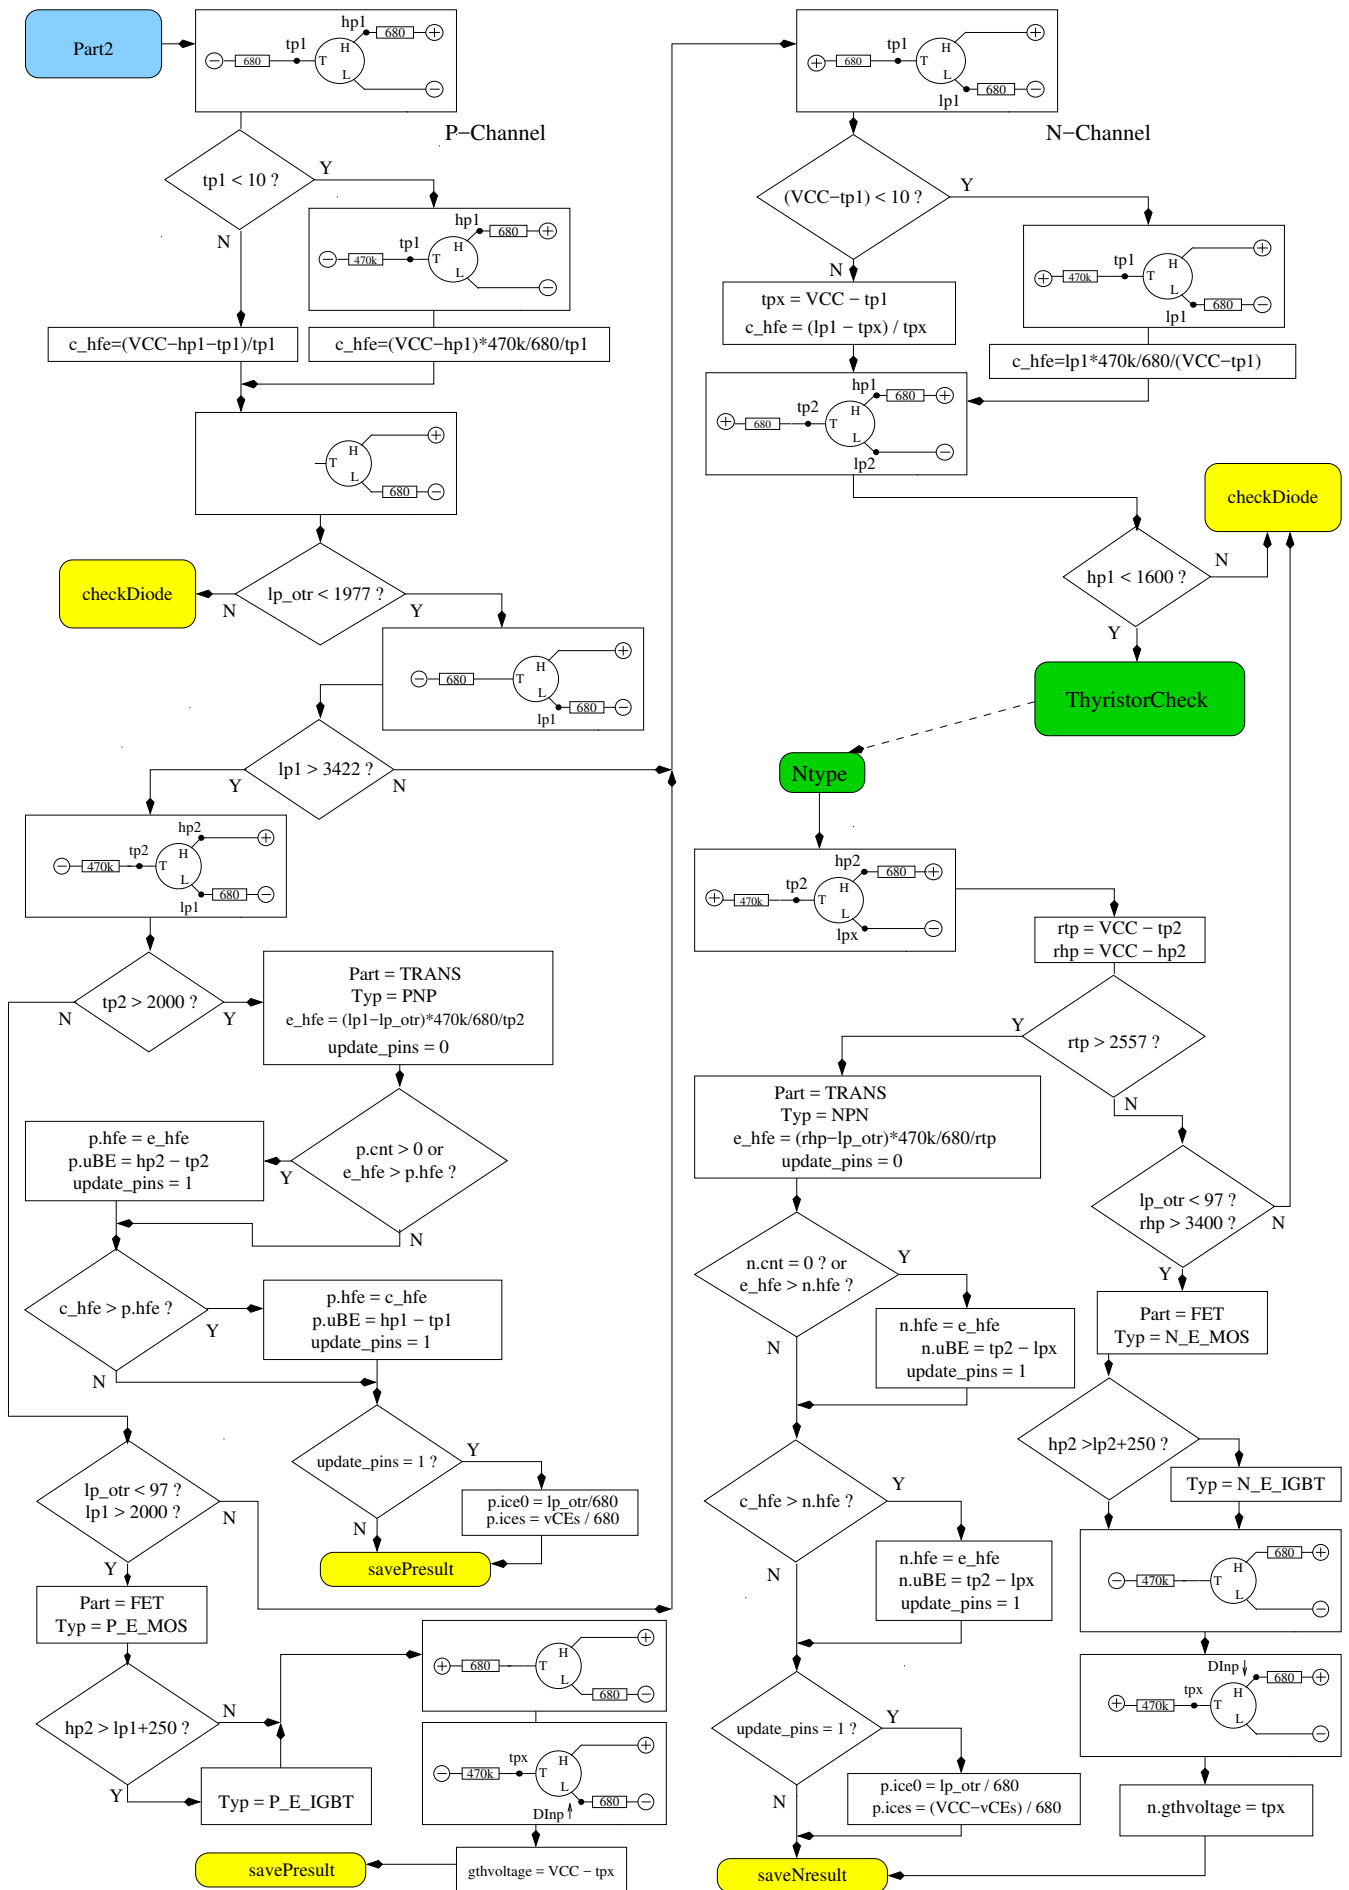 Part2
hp1
680
+
tp1
−
680
T
H
L
−
P−Channel
tp1 < 10 ?
Y
N
hp1
680
+
tp1
−
470k
T
H
L
−
c_hfe=(VCC−hp1−tp1)/tp1
c_hfe=(VCC−hp1)*470k/680/tp1
T
H
L
+
680
−
checkDiode
N
lp_otr < 1977 ?
Y
−
680
T
H
L
+
lp1
680
−
lp1 > 3422 ?
Y
N
hp2
+
tp2
−
470k
T
H
L
680
−
lp1
tp2 > 2000 ?
N
Y
Part = TRANS
Typ = PNP
e_hfe = (lp1−lp_otr)*470k/680/tp2
update_pins = 0
p.cnt > 0 or
e_hfe > p.hfe ?
Y
N
p.hfe = e_hfe
p.uBE = hp2 − tp2
update_pins = 1
c_hfe > p.hfe ?
Y
N
p.hfe = c_hfe
p.uBE = hp1 − tp1
update_pins = 1
update_pins = 1 ?
Y
N
p.ice0 = lp_otr/680
p.ices = vCEs / 680
savePresult
lp_otr < 97 ?
lp1 > 2000 ?
N
Y
Part = FET
Typ = P_E_MOS
hp2 > lp1+250 ?
N
Y
Typ = P_E_IGBT
+
680
T
H
L
+
680
−
tpx
−
470k
T
H
L
+
680
−
DInp
gthvoltage = VCC − tpx
savePresult
tp1
+
680
T
H
L
+
680
−
lp1
N−Channel
(VCC−tp1) < 10 ?
Y
N
tp1
+
470k
T
H
L
+
680
−
lp1
tpx = VCC − tp1
c_hfe = (lp1 − tpx) / tpx
c_hfe=lp1*470k/680/(VCC−tp1)
hp1
680
+
tp2
+
680
T
H
L
−
lp2
checkDiode
hp1 < 1600 ?
N
Y
ThyristorCheck
Ntype
hp2
680
+
tp2
+
470k
T
H
L
−
lpx
rtp = VCC − tp2
rhp = VCC − hp2
rtp > 2557 ?
Y
N
Part = TRANS
Typ = NPN
e_hfe = (rhp−lp_otr)*470k/680/rtp
update_pins = 0
lp_otr < 97 ?
rhp > 3400 ?
N
Y
n.cnt = 0 ? or
e_hfe > n.hfe ?
Y
N
n.hfe = e_hfe
n.uBE = tp2 − lpx
update_pins = 1
Part = FET
Typ = N_E_MOS
hp2 >lp2+250 ?
Y
N
Typ = N_E_IGBT
c_hfe > n.hfe ?
Y
N
n.hfe = e_hfe
n.uBE = tp2 − lpx
update_pins = 1
680
+
−
470k
T
H
L
−
DInp
680
+
tpx
+
470k
T
H
L
−
update_pins = 1 ?
Y
N
p.ice0 = lp_otr / 680
p.ices = (VCC−vCEs) / 680
n.gthvoltage = tpx
saveNresult